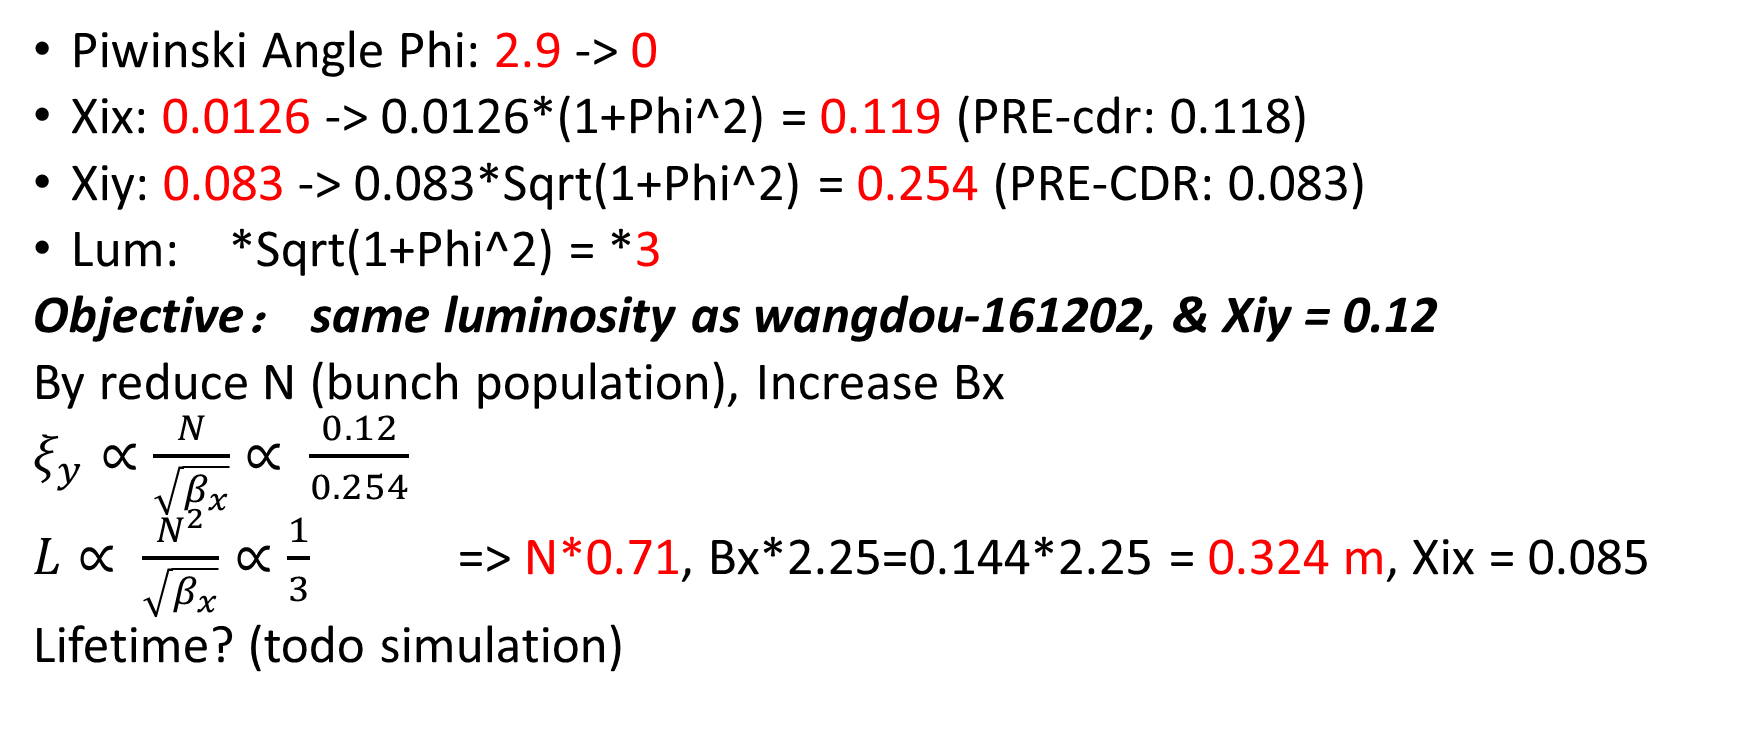 • Piwinski Angle Phi: 2.9 -> 0
• Xix: 0.0126 -> 0.0126*(1+Phi^2) = 0.119 (PRE-cdr: 0.118)
• Xiy: 0.083 -> 0.083*Sqrt(1+Phi^2) = 0.254 (PRE-CDR: 0.083)
• Lum: *Sqrt(1+Phi^2) = *3
Objective： same luminosity as wangdou-161202, & Xiy = 0.12
By reduce N (bunch population), Increase Bx
ξ_y ∝ N/√β_x ∝ 0.12/0.254
L ∝ N²/√β_x ∝ 1/3 => N*0.71, Bx*2.25=0.144*2.25 = 0.324 m, Xix = 0.085
Lifetime? (todo simulation)